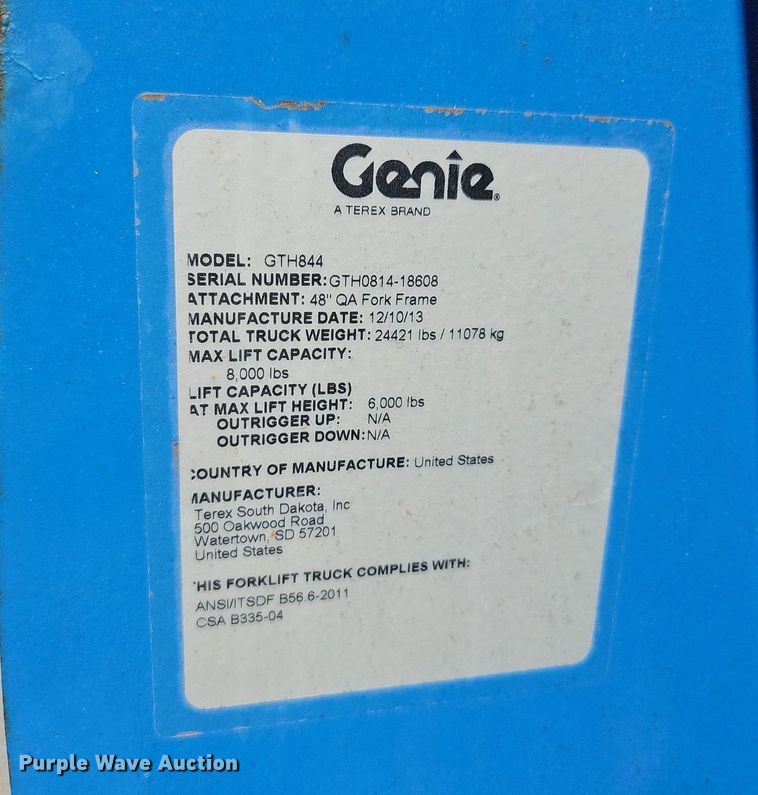 Genie
A TEREX BRAND
MODEL: GTH844
SERIAL NUMBER: GTH0814-18608
ATTACHMENT: 48" QA Fork Frame
MANUFACTURE DATE: 12/10/13
TOTAL TRUCK WEIGHT: 24421 lbs / 11078 kg
MAX LIFT CAPACITY:
8,000 lbs
LIFT CAPACITY (LBS)
AT MAX LIFT HEIGHT: 6,000 lbs
OUTRIGGER UP: N/A
OUTRIGGER DOWN: N/A
COUNTRY OF MANUFACTURE: United States
MANUFACTURER:
Terex South Dakota, Inc
500 Oakwood Road
Watertown, SD 57201
United States
THIS FORKLIFT TRUCK COMPLIES WITH:
ANSI/ITSDF B56.6-2011
CSA B335-04
Purple Wave Auction